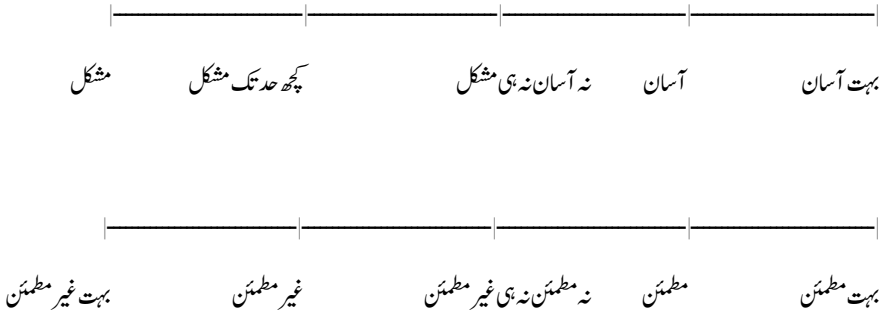 بہت آسان آسان نہ آسان نہ ہی مشکل کچھ حد تک مشکل مشکل
بہت مطمئن مطمئن نہ مطمئن نہ ہی غیر مطمئن غیر مطمئن بہت غیر مطمئن